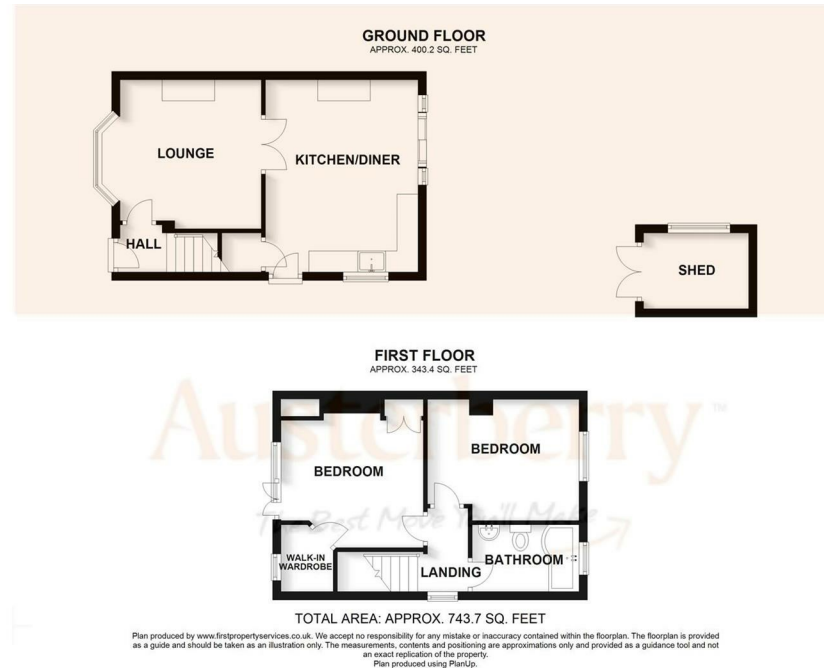 GROUND FLOOR
APPROX. 400.2 SQ. FEET
LOUNGE
KITCHEN/DINER
HALL
SHED
FIRST FLOOR
APPROX. 343.4 SQ. FEET
Austerberry™
BEDROOM
BEDROOM
The Best Move You'll Make
WALK-IN
WARDROBE
LANDING
BATHROOM
TOTAL AREA: APPROX. 743.7 SQ. FEET
Plan produced by www.firstpropertyservices.co.uk. We accept no responsibility for any mistake or inaccuracy contained within the floorplan. The floorplan is provided
as a guide and should be taken as an illustration only. The measurements, contents and positioning are approximations only and provided as a guidance tool and not
an exact replication of the property.
Plan produced using PlanUp.